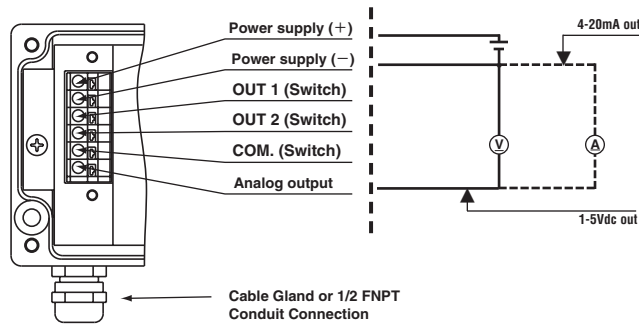 Power supply (+)
Power supply (−)
OUT 1 (Switch)
OUT 2 (Switch)
COM. (Switch)
Analog output
Cable Gland or 1/2 FNPT
Conduit Connection
4-20mA out
V
A
1-5Vdc out